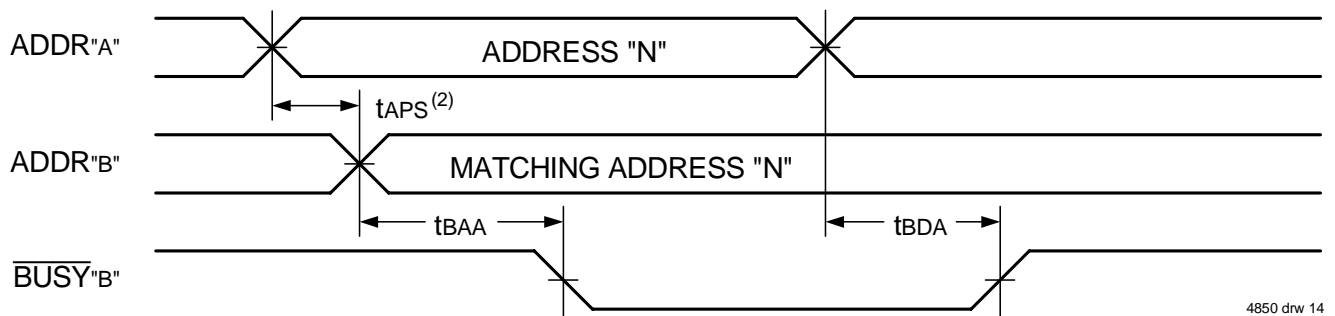 ADDR"A"
ADDRESS "N"
tAPS(2)
ADDR"B"
MATCHING ADDRESS "N"
tBAA
tBDA
BUSY"B"
4850 drw 14